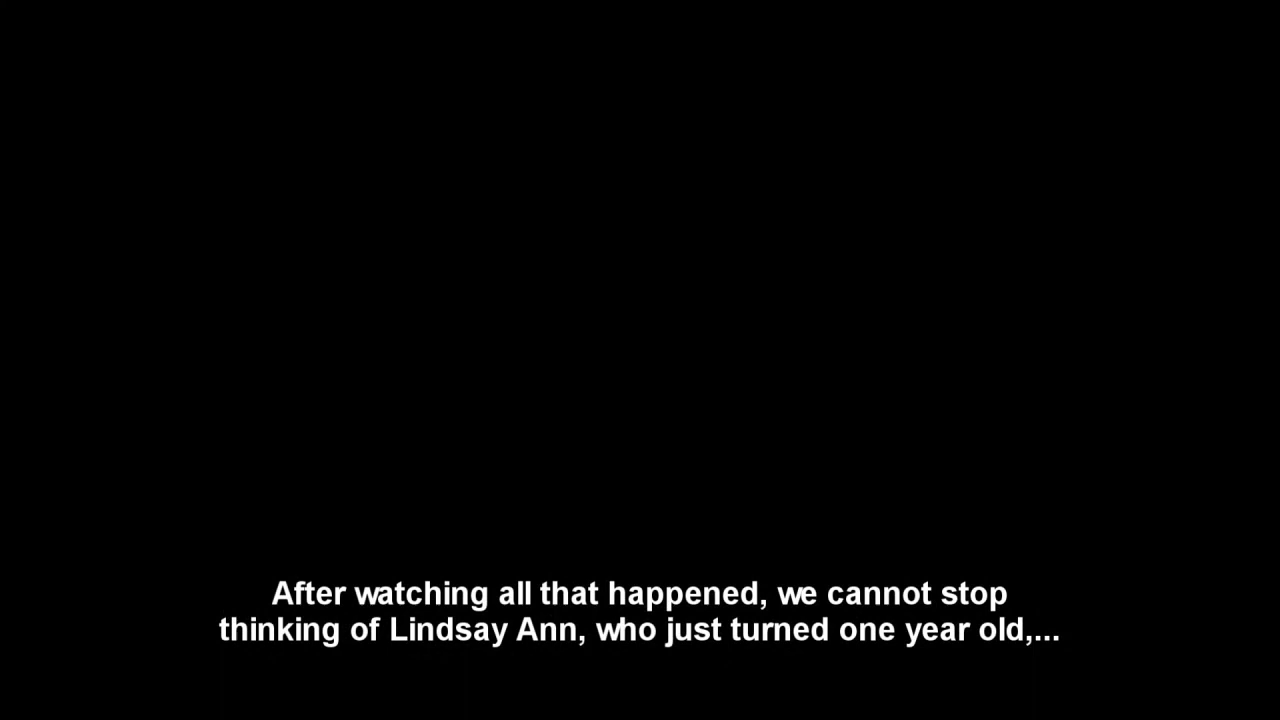 After watching all that happened, we cannot stop
thinking of Lindsay Ann, who just turned one year old,...